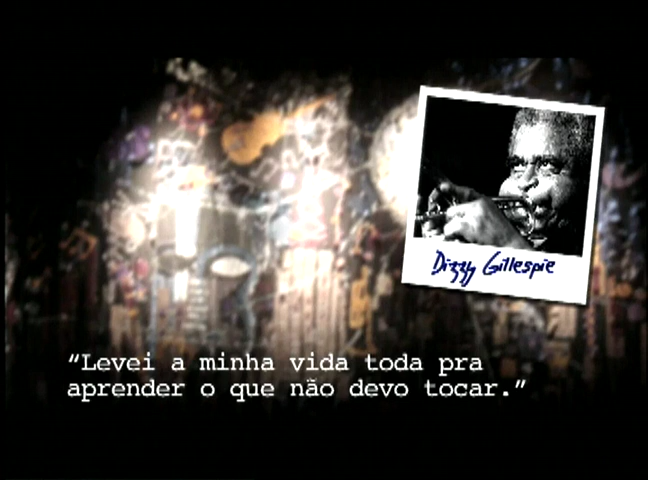 Dizzy Gillespie
“Levei a minha vida toda pra
aprender o que não devo tocar.”